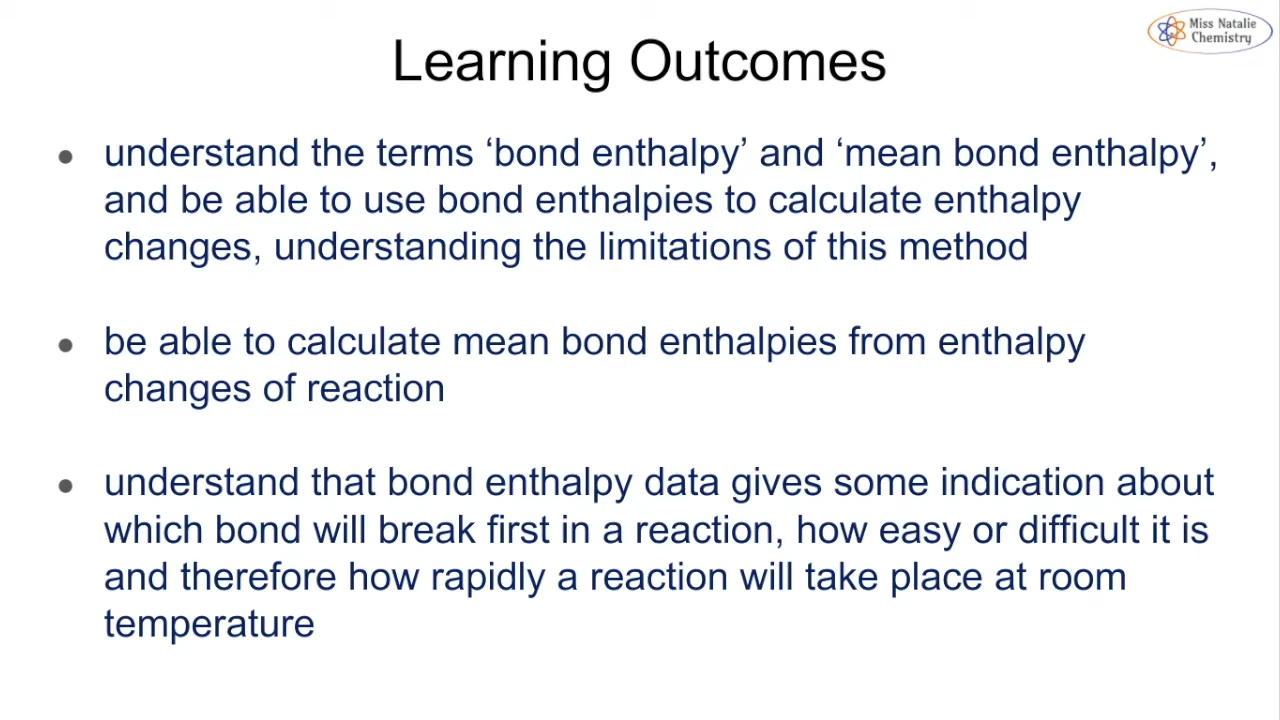 Miss Natalie
Chemistry
Learning Outcomes
● understand the terms ‘bond enthalpy’ and ‘mean bond enthalpy’,
and be able to use bond enthalpies to calculate enthalpy
changes, understanding the limitations of this method
● be able to calculate mean bond enthalpies from enthalpy
changes of reaction
● understand that bond enthalpy data gives some indication about
which bond will break first in a reaction, how easy or difficult it is
and therefore how rapidly a reaction will take place at room
temperature